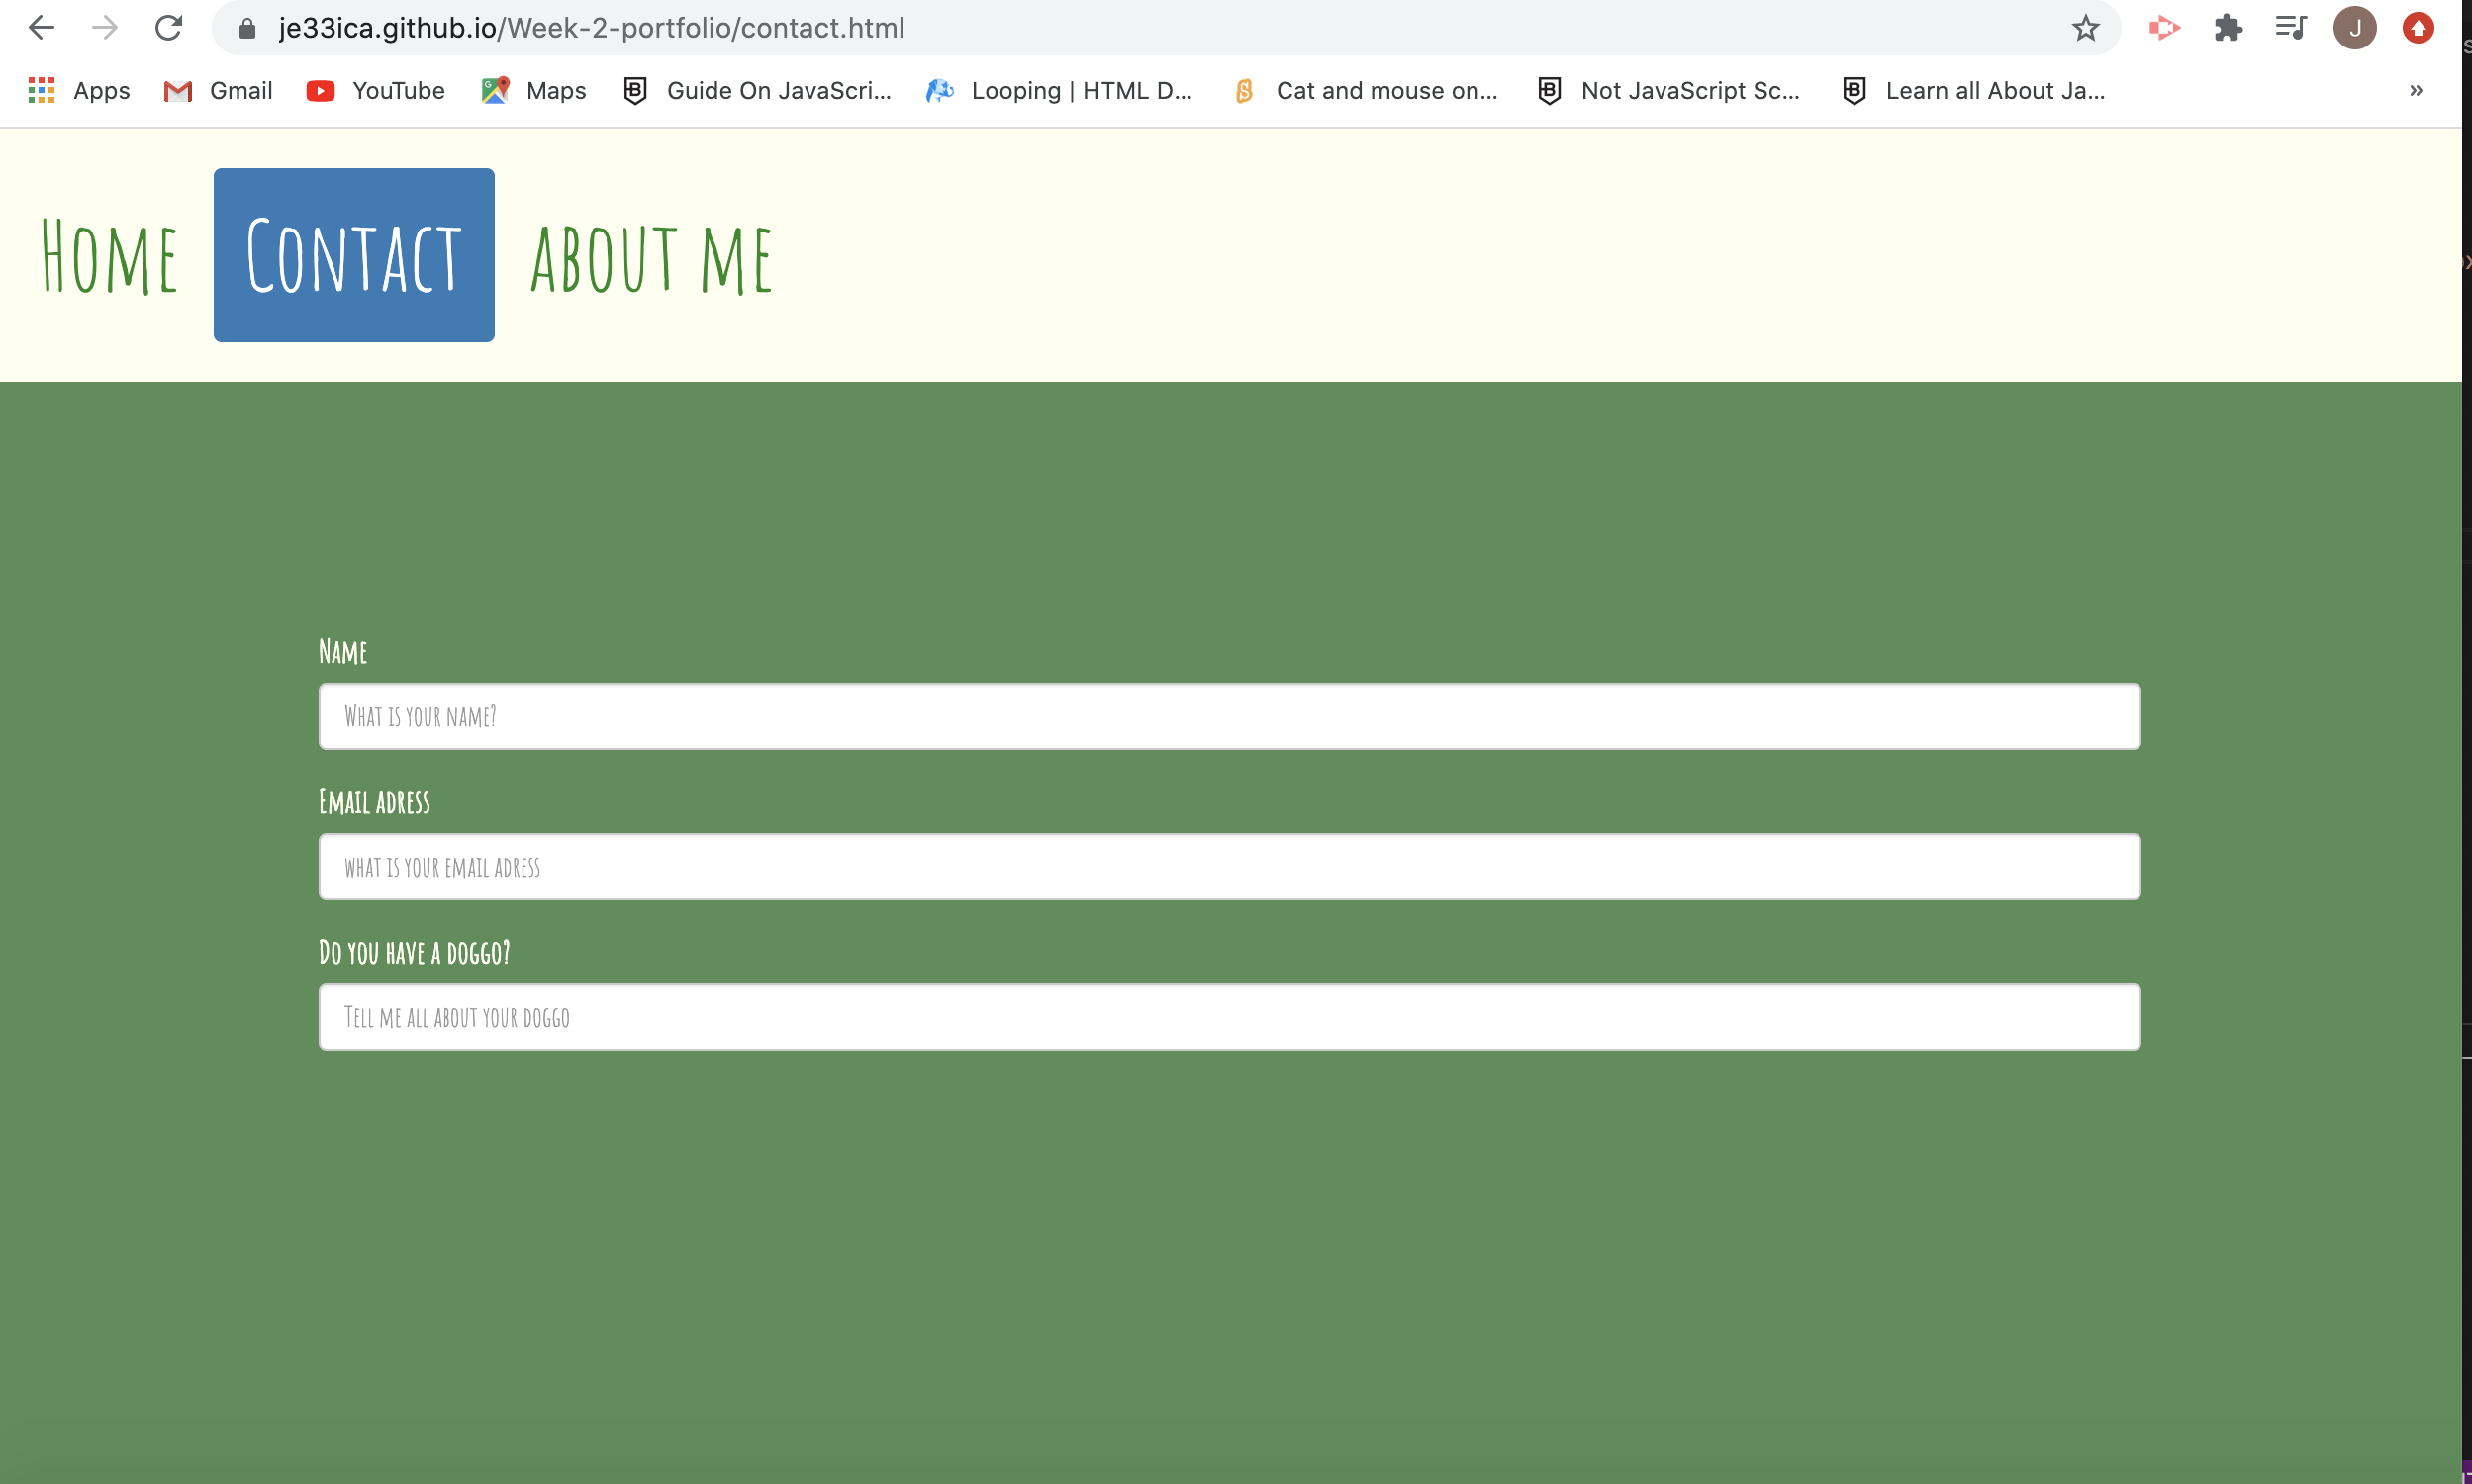 je33ica.github.io/Week-2-portfolio/contact.html
J
Apps Gmail YouTube Maps Guide On JavaScri... Looping | HTML D... Cat and mouse on... Not JavaScript Sc... Learn all About Ja... »
Home Contact about me
Name
What is your name?
Email adress
what is your email adress
Do you have a doggo?
Tell me all about your doggo